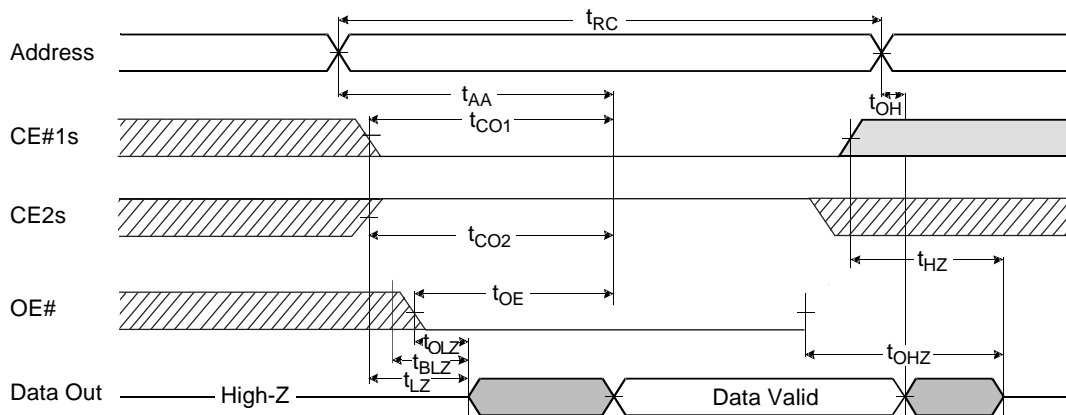 tRC
Address
tAA
tOH
CE#1s
tCO1
CE2s
tCO2
tHZ
OE#
tOE
tOLZ
tBLZ
tOHZ
tLZ
Data Out
High-Z
Data Valid